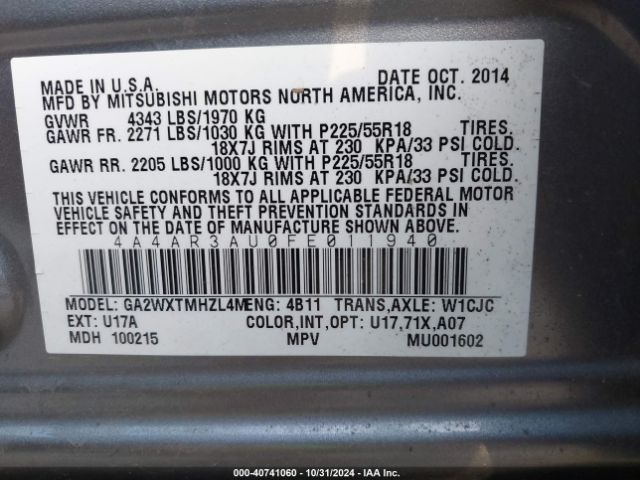 MADE IN U.S.A. DATE OCT. 2014
MFD BY MITSUBISHI MOTORS NORTH AMERICA, INC.
GVWR 4343 LBS/1970 KG
GAWR FR. 2271 LBS/1030 KG WITH P225/55R18 TIRES.
18X7J RIMS AT 230 KPA/33 PSI COLD.
GAWR RR. 2205 LBS/1000 KG WITH P225/55R18 TIRES.
18X7J RIMS AT 230 KPA/33 PSI COLD.
THIS VEHICLE CONFORMS TO ALL APPLICABLE FEDERAL MOTOR
VEHICLE SAFETY AND THEFT PREVENTION STANDARDS IN
EFFECT ON THE DATE OF MANUFACTURE SHOWN ABOVE.
4A4AR3AU0FE011940
MODEL: GA2WXTMHZL4M ENG: 4B11 TRANS,AXLE: W1CJC
EXT: U17A COLOR,INT,OPT: U17,71X,A07
MDH 100215 MPV MU001602
000-40741060 - 10/31/2024 - IAA Inc.